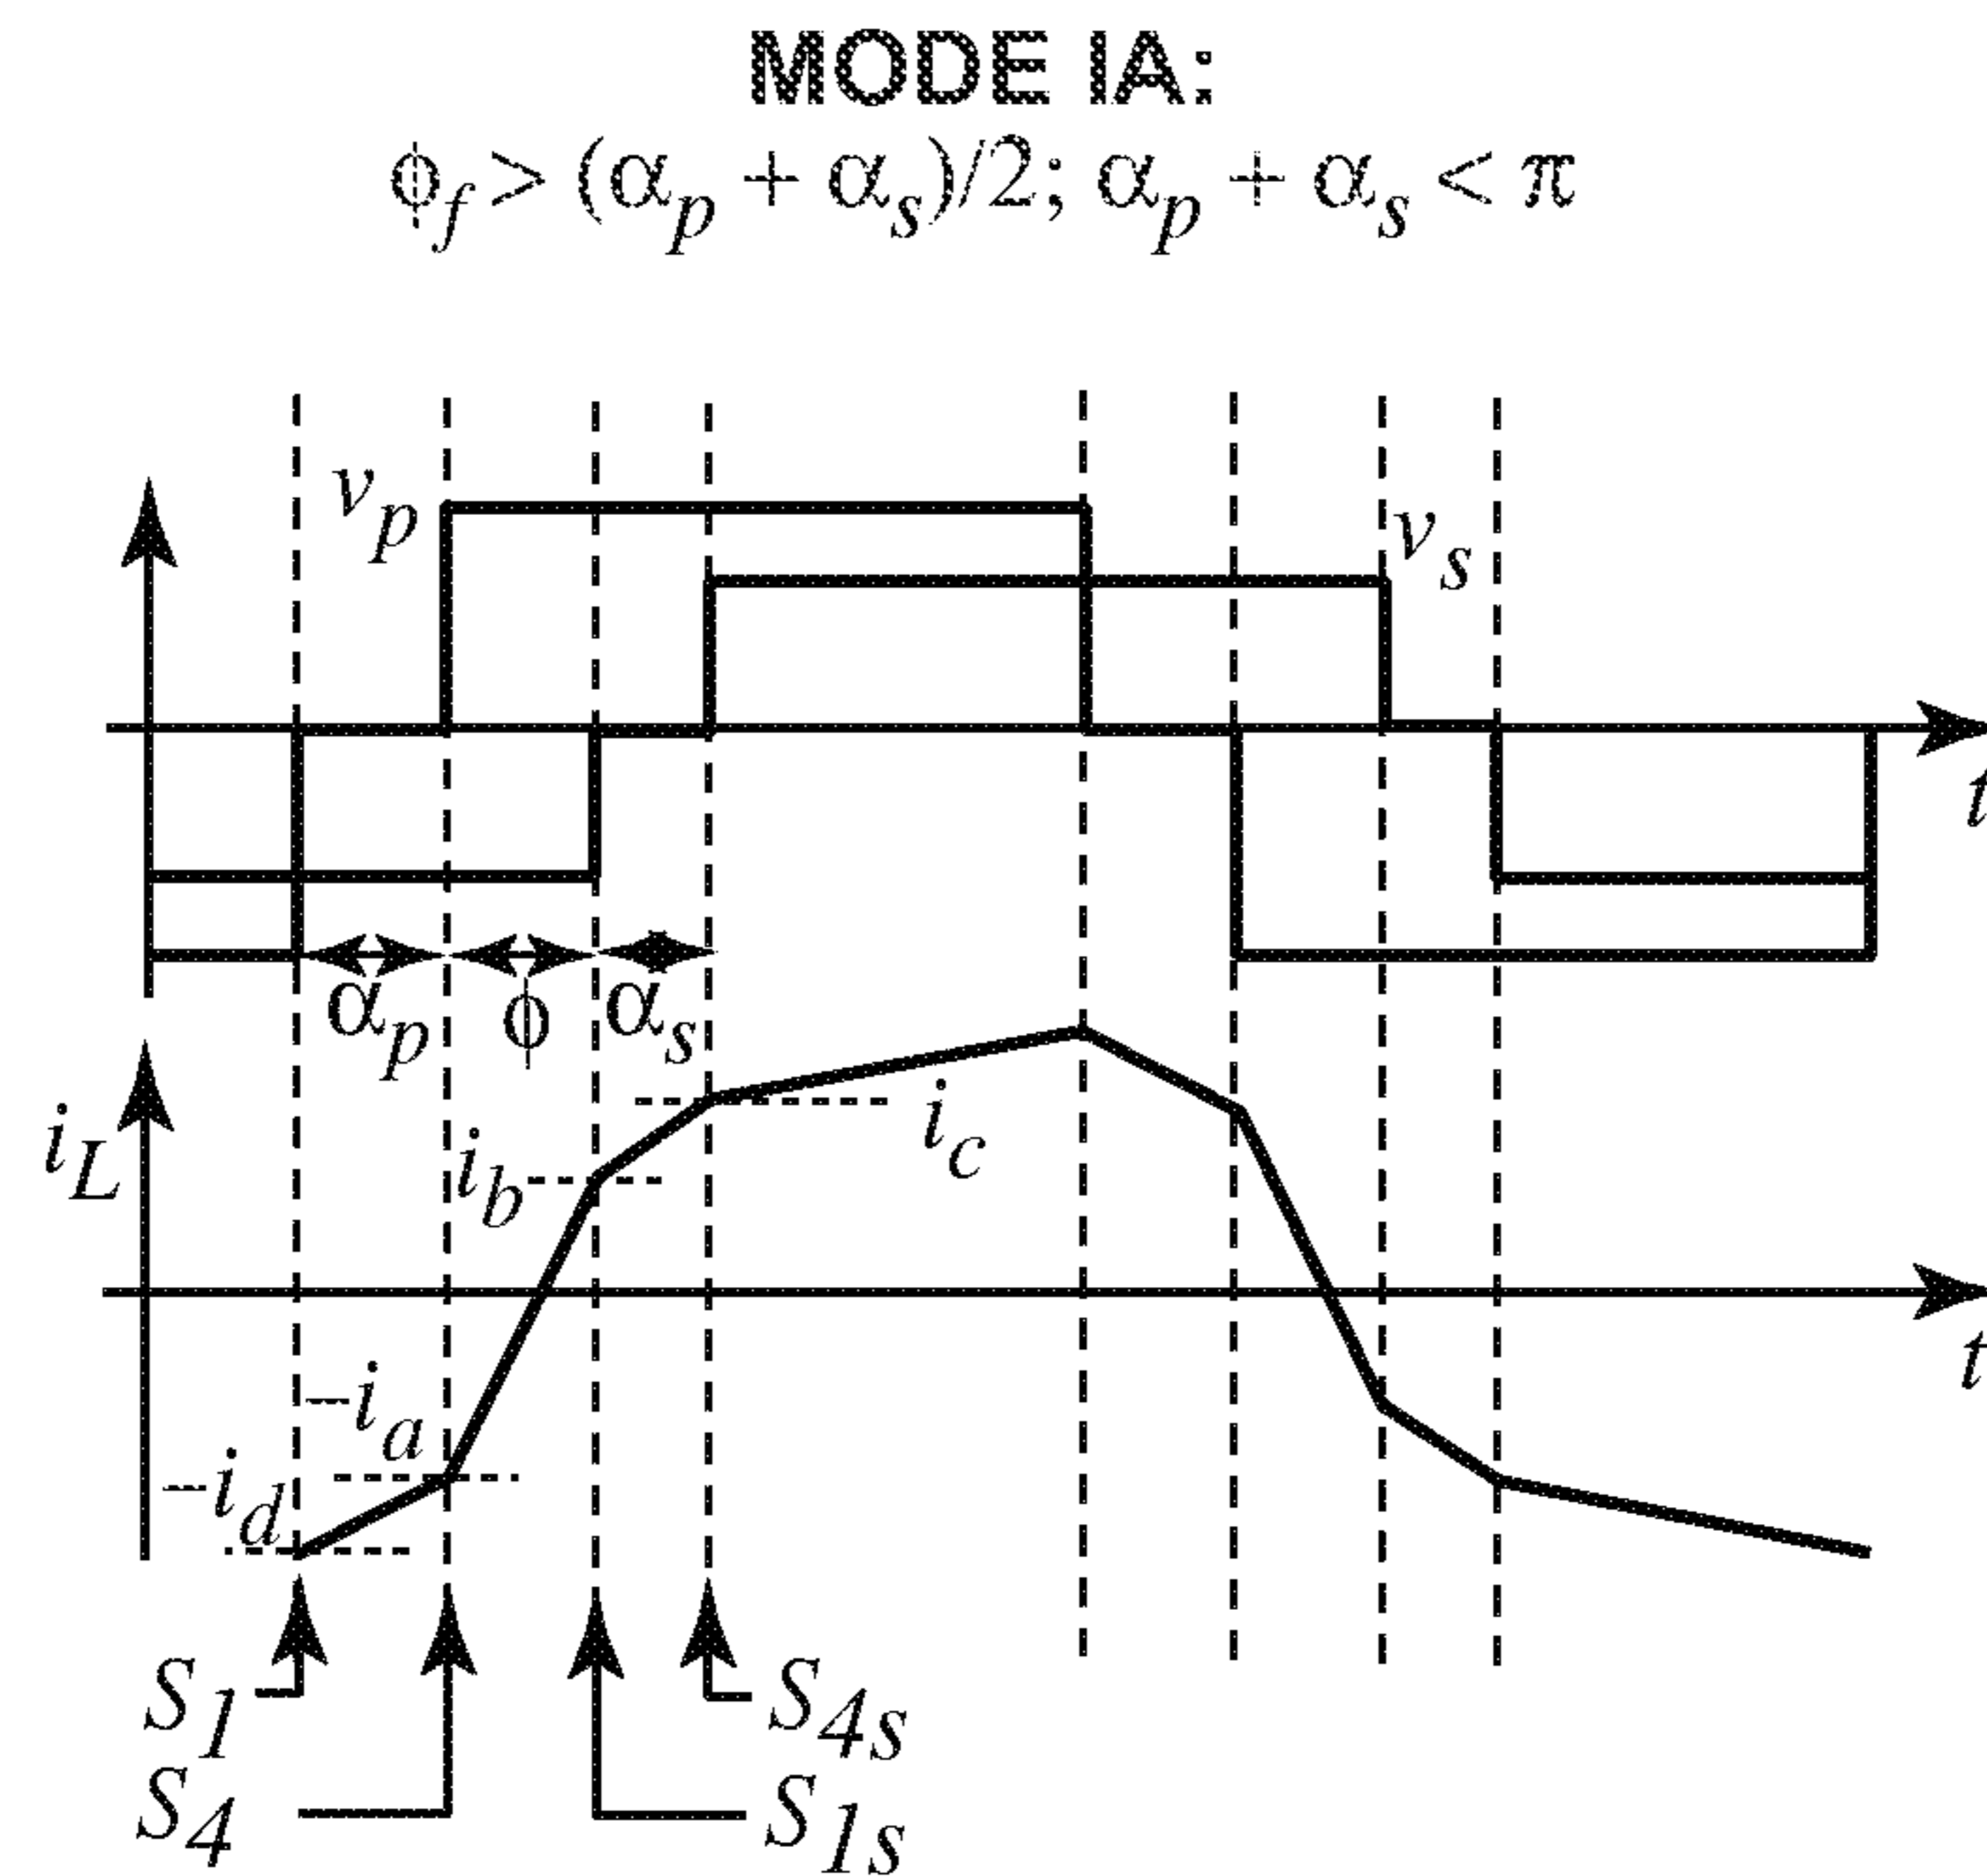 MODE IA:
ϕf > (αp + αs)/2; αp + αs < π
vp
vs
t
αp ϕ αs
iL
ib
ic
t
–ia
–id
S1
S4s
S4
S1s